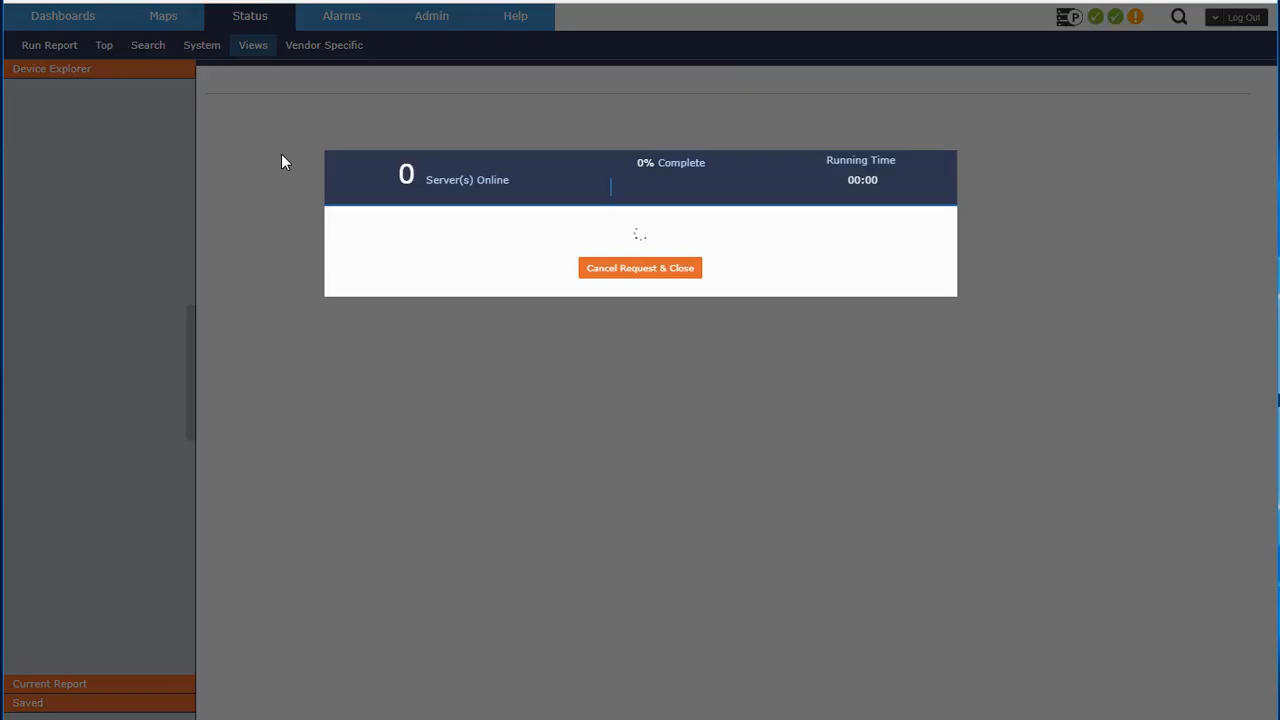 Dashboards Maps Status Alarms Admin Help P Log Out
Run Report Top Search System Views Vendor Specific
Device Explorer
0 Server(s) Online
0% Complete
Running Time
00:00
Cancel Request & Close
Current Report
Saved